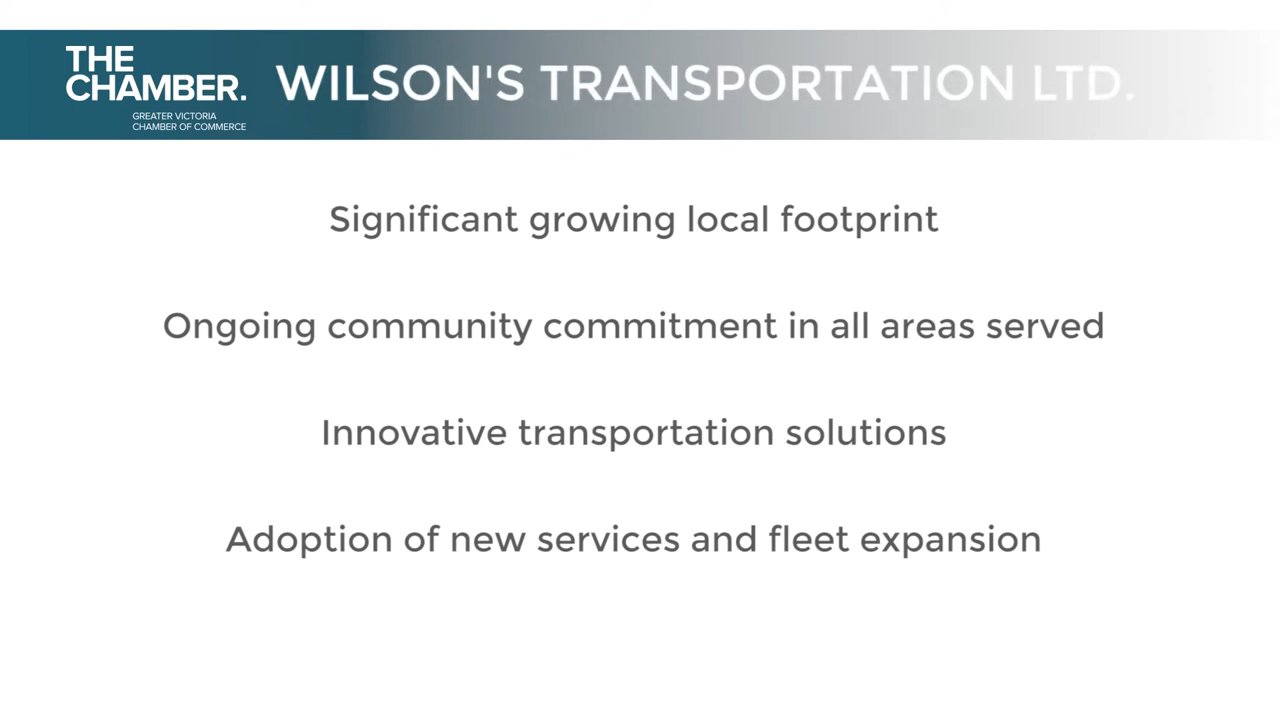 THE
CHAMBER.
GREATER VICTORIA
CHAMBER OF COMMERCE
WILSON'S TRANSPORTATION LTD.
Significant growing local footprint
Ongoing community commitment in all areas served
Innovative transportation solutions
Adoption of new services and fleet expansion